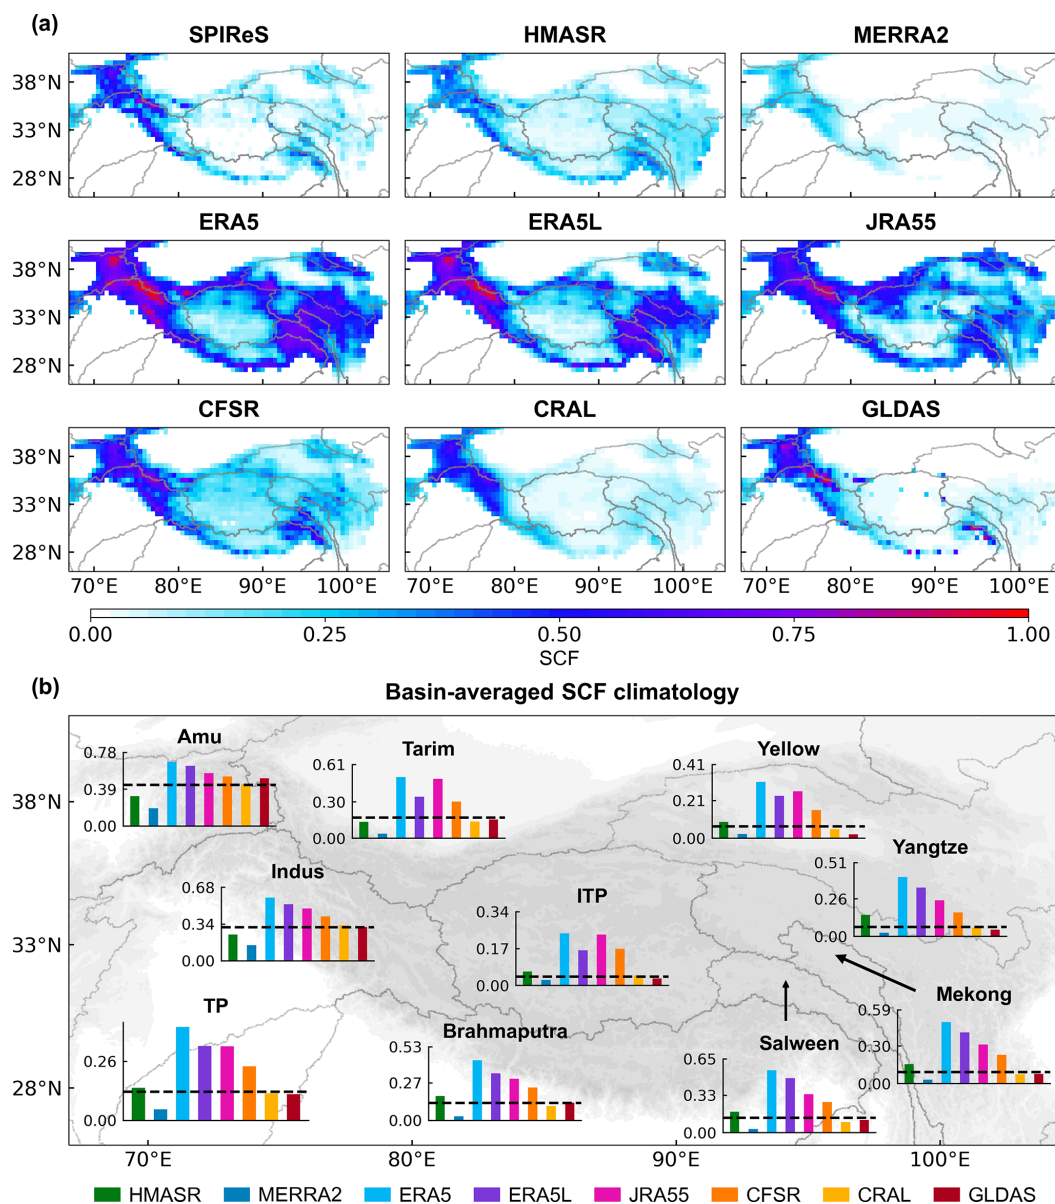 (a)
SPIReS HMASR MERRA2
38°N
33°N
28°N
ERA5 ERA5L JRA55
38°N
33°N
28°N
CFSR CRAL GLDAS
38°N
33°N
28°N
70°E 80°E 90°E 100°E 70°E 80°E 90°E 100°E 70°E 80°E 90°E 100°E
0.00 0.25 0.50 0.75 1.00
SCF
(b)
Basin-averaged SCF climatology
38°N
33°N
28°N
Amu
0.78
0.39
0.00
Tarim
0.61
0.30
0.00
Yellow
0.41
0.21
0.00
Indus
0.68
0.34
0.00
ITP
0.34
0.17
0.00
Yangtze
0.51
0.26
0.00
TP
0.26
0.00
Brahmaputra
0.53
0.27
0.00
Salween
0.65
0.33
0.00
Mekong
0.59
0.30
0.00
70°E 80°E 90°E 100°E
HMASR MERRA2 ERA5 ERA5L JRA55 CFSR CRAL GLDAS